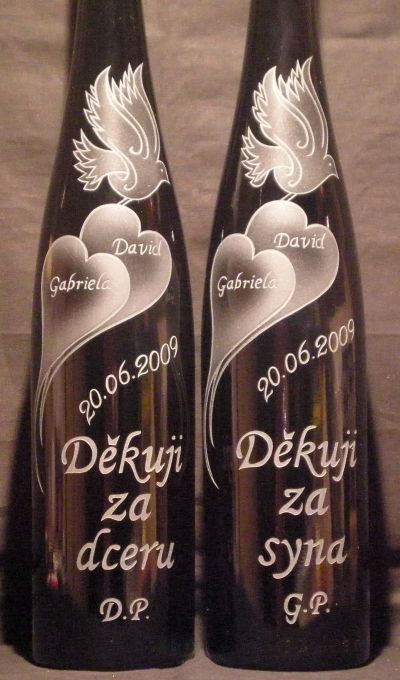 David
Gabriela
20.06.2009
Děkuji
za
dceru
D.P.
David
Gabriela
20.06.2009
Děkuji
za
syna
G.P.